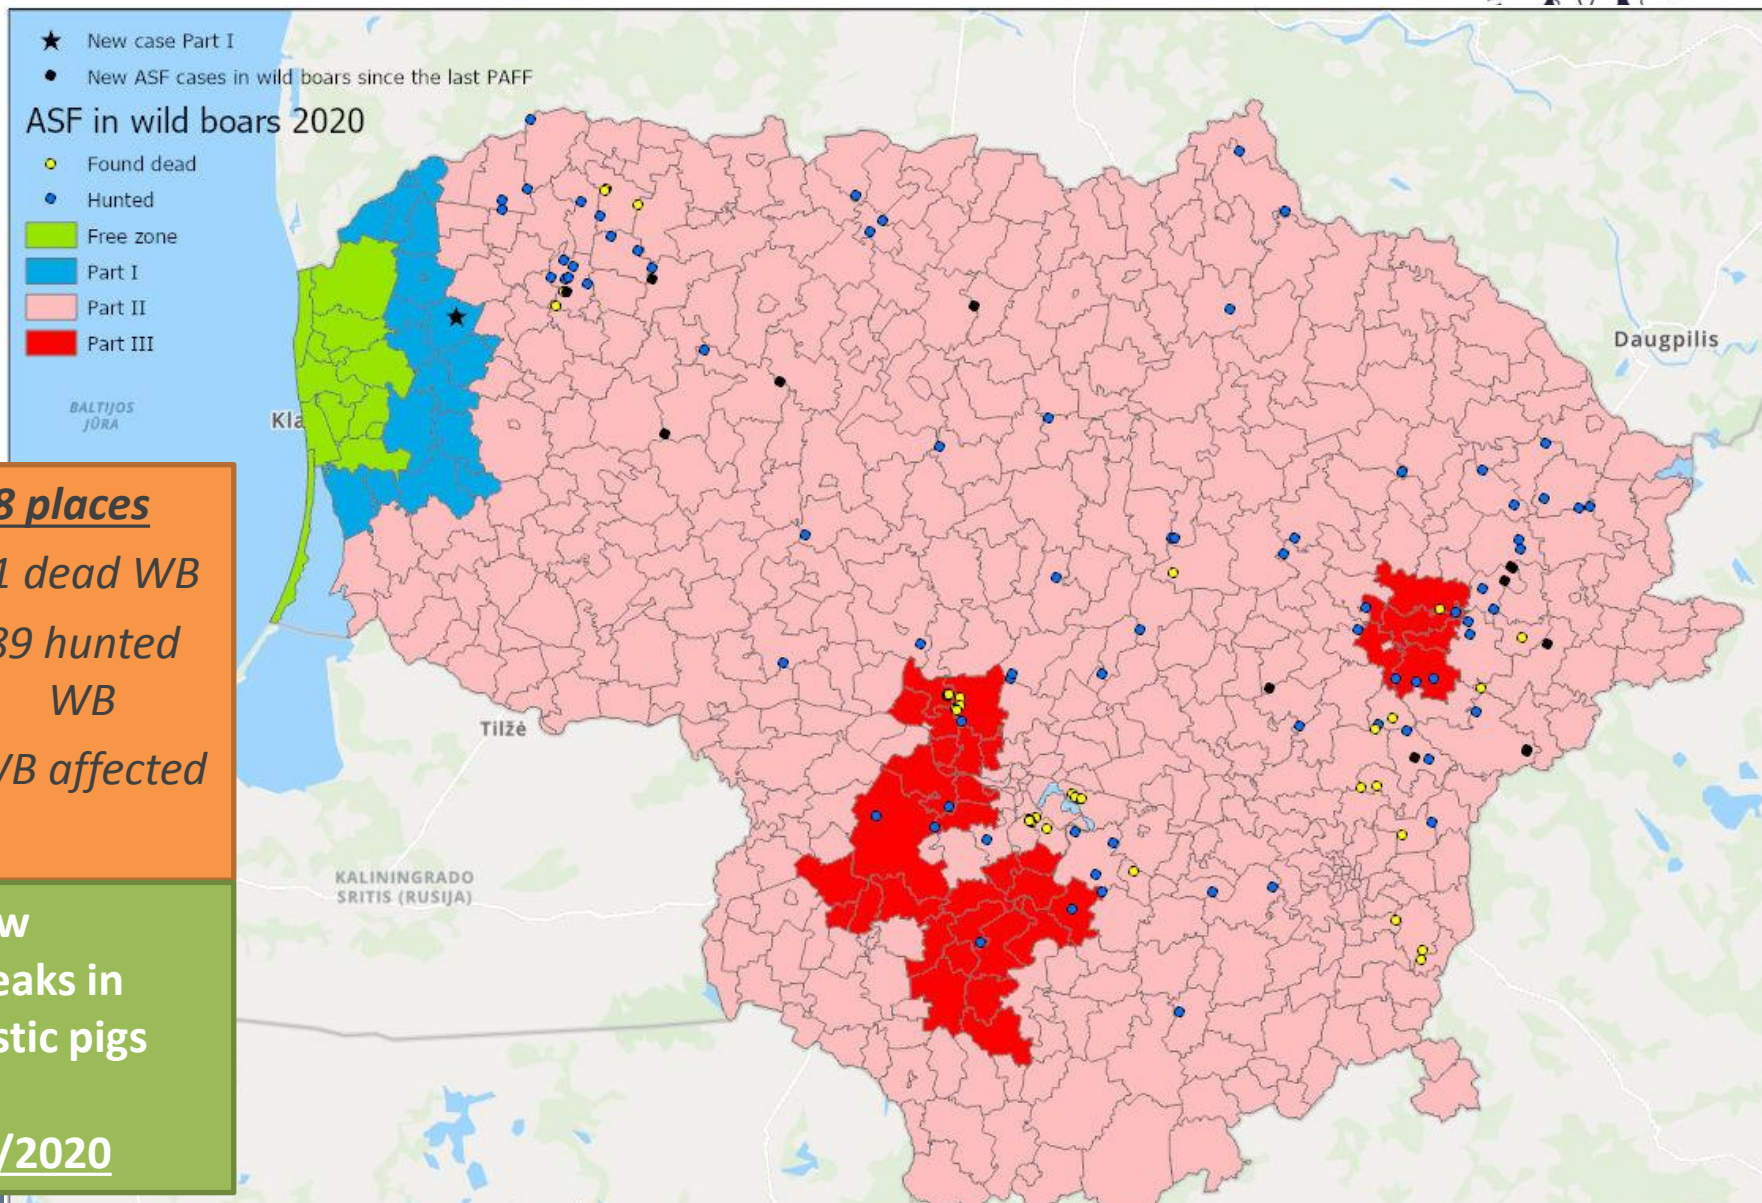 New case Part I
New ASF cases in wild boars since the last PAFF
ASF in wild boars 2020
Found dead
Hunted
Free zone
Part I
Part II
Part III
BALTIJOS
JŪRA
Kla
Daugpilis
8 places
1 dead WB
39 hunted
WB
WB affected
Tilžė
KALININGRADO
SRITIS (RUSIJA)
w
eaks in
stic pigs
/2020